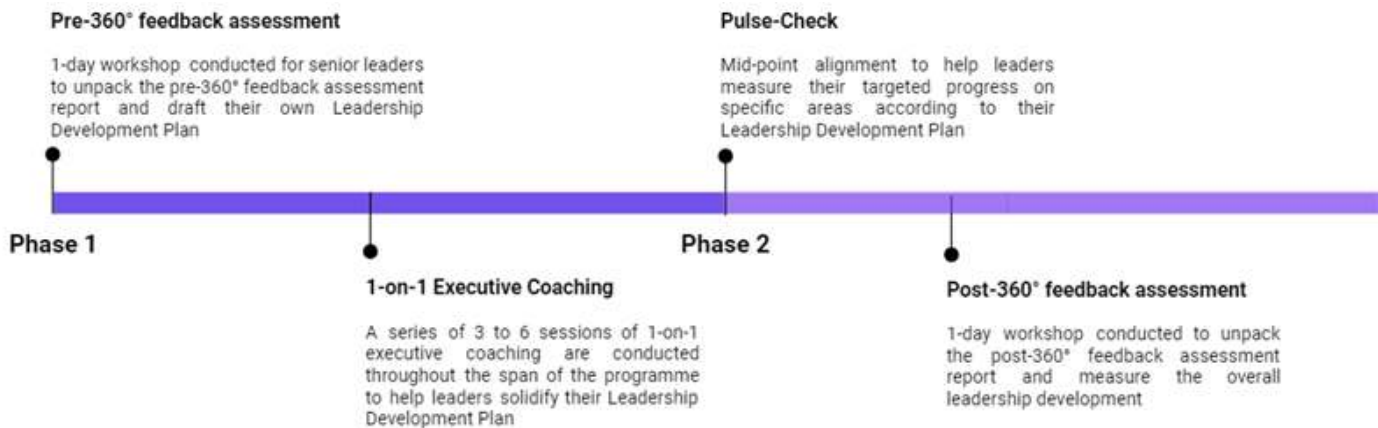 Pre-360° feedback assessment
1-day workshop conducted for senior leaders
to unpack the pre-360° feedback assessment
report and draft their own Leadership
Development Plan
Pulse-Check
Mid-point alignment to help leaders
measure their targeted progress on
specific areas according to their
Leadership Development Plan
Phase 1
Phase 2
1-on-1 Executive Coaching
A series of 3 to 6 sessions of 1-on-1
executive coaching are conducted
throughout the span of the programme
to help leaders solidify their Leadership
Development Plan
Post-360° feedback assessment
1-day workshop conducted to unpack
the post-360° feedback assessment
report and measure the overall
leadership development